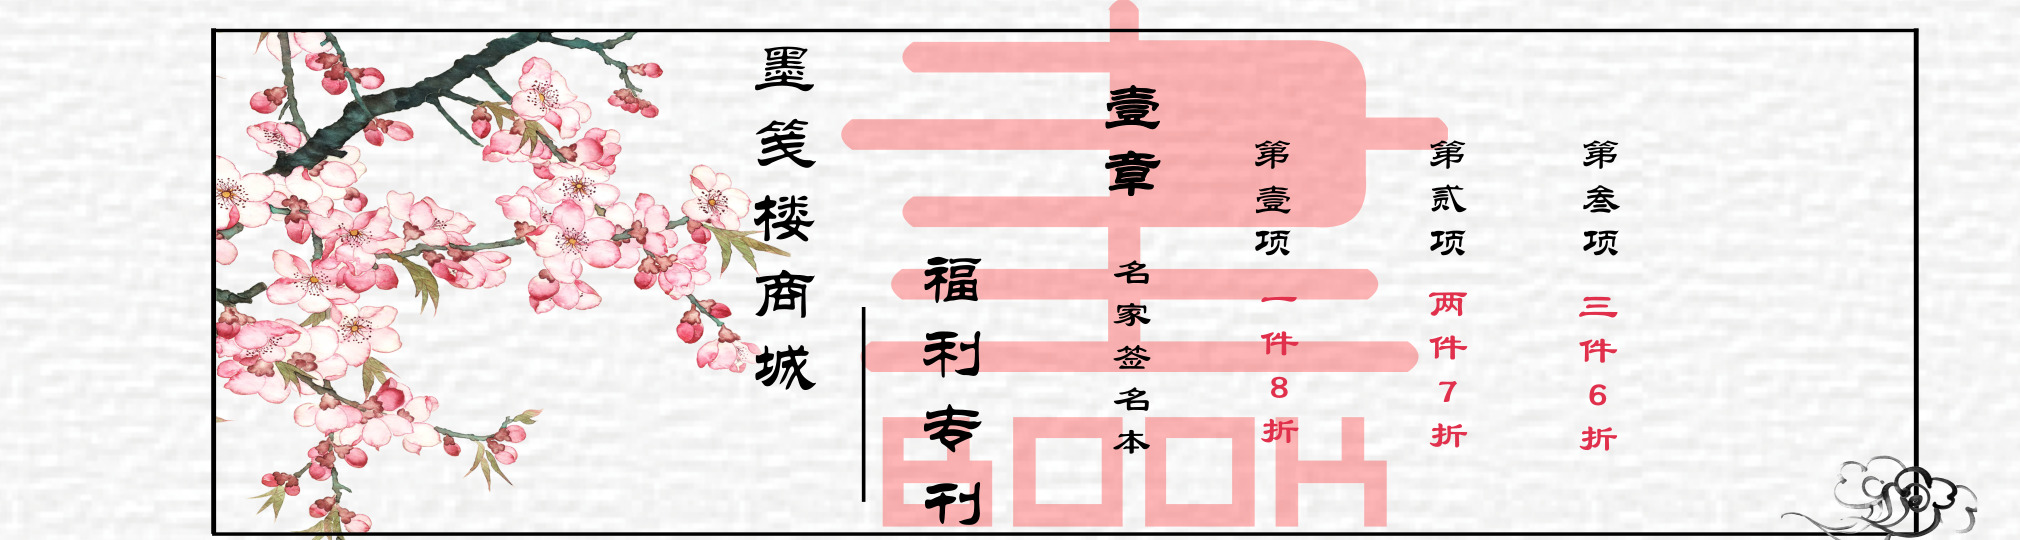 墨笺楼商城
福利专刊
壹章
名家签名本
第壹项
一件8折
第贰项
两件7折
第叁项
三件6折
書
BOOK